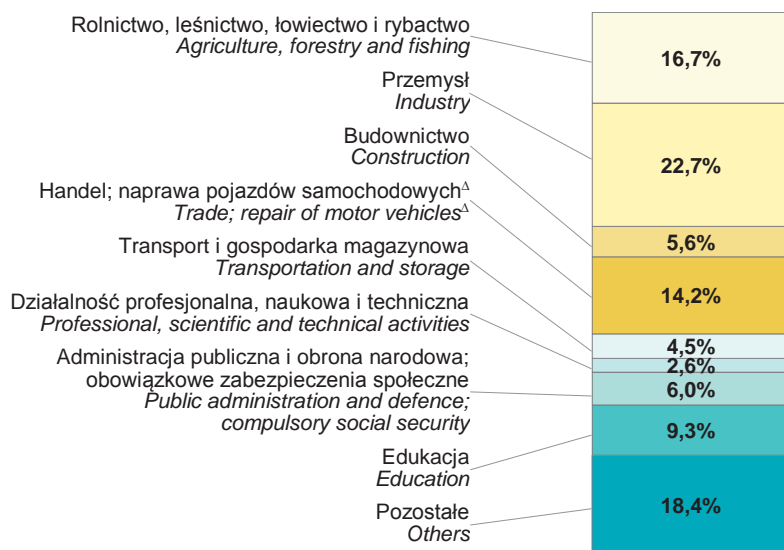 Rolnictwo, leśnictwo, łowiectwo i rybactwo
Agriculture, forestry and fishing
16,7%
Przemysł
Industry
22,7%
Budownictwo
Construction
5,6%
Handel; naprawa pojazdów samochodowychΔ
Trade; repair of motor vehiclesΔ
14,2%
Transport i gospodarka magazynowa
Transportation and storage
4,5%
Działalność profesjonalna, naukowa i techniczna
Professional, scientific and technical activities
2,6%
Administracja publiczna i obrona narodowa;
obowiązkowe zabezpieczenia społeczne
Public administration and defence;
compulsory social security
6,0%
Edukacja
Education
9,3%
Pozostałe
Others
18,4%